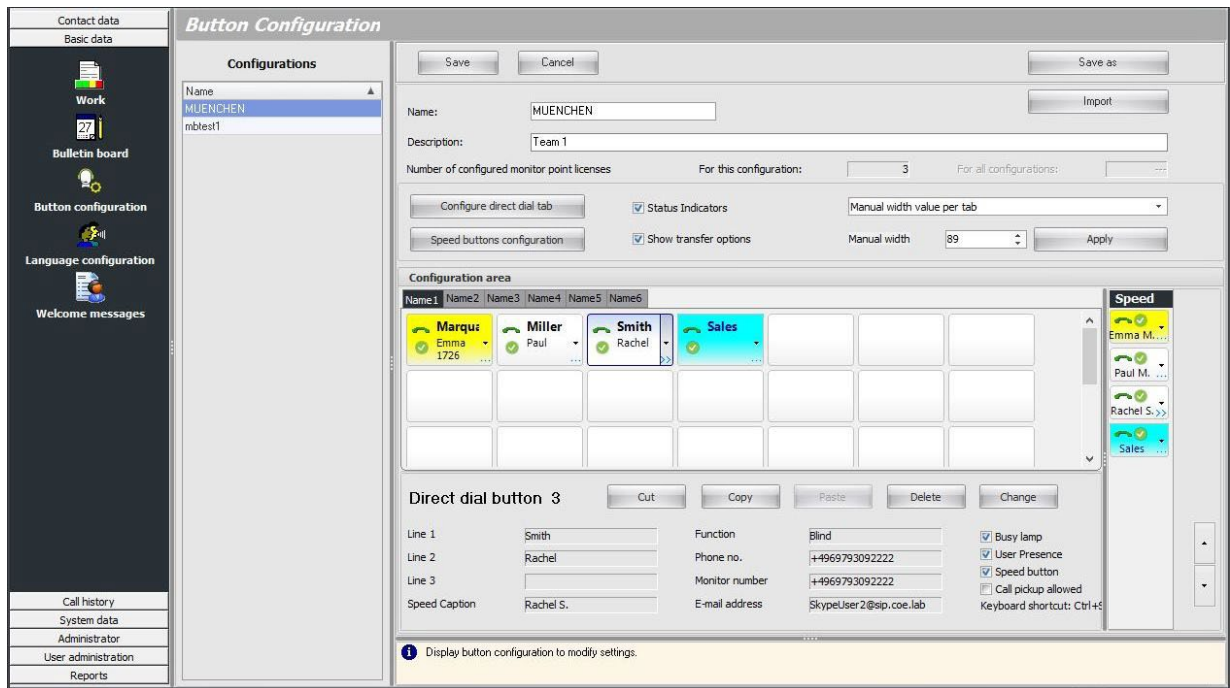 Contact data
Basic data
Work
27
Bulletin board
Button configuration
Language configuration
Welcome messages
Call history
System data
Administrator
User administration
Reports
Button Configuration
Configurations
Name
MUENCHEN
mbtest1
Save Cancel Save as
Import
Name: MUENCHEN
Description: Team 1
Number of configured monitor point licenses For this configuration: 3 For all configurations: ---
Configure direct dial tab Status Indicators Manual width value per tab
Speed buttons configuration Show transfer options Manual width 89 Apply
Configuration area
Name1 Name2 Name3 Name4 Name5 Name6
Marqua Miller Smith Sales
Emma Paul Rachel
1726 ... ... >> ...
Speed
Emma M. ...
Paul M. ...
Rachel S. >>
Sales ...
Direct dial button 3 Cut Copy Paste Delete Change
Line 1 Smith Function Blind Busy lamp
Line 2 Rachel Phone no. +4969793092222 User Presence
Line 3 Monitor number +4969793092222 Speed button
Call pickup allowed
Speed Caption Rachel S. E-mail address SkypeUser2@sip.coe.lab Keyboard shortcut: Ctrl+
Display button configuration to modify settings.